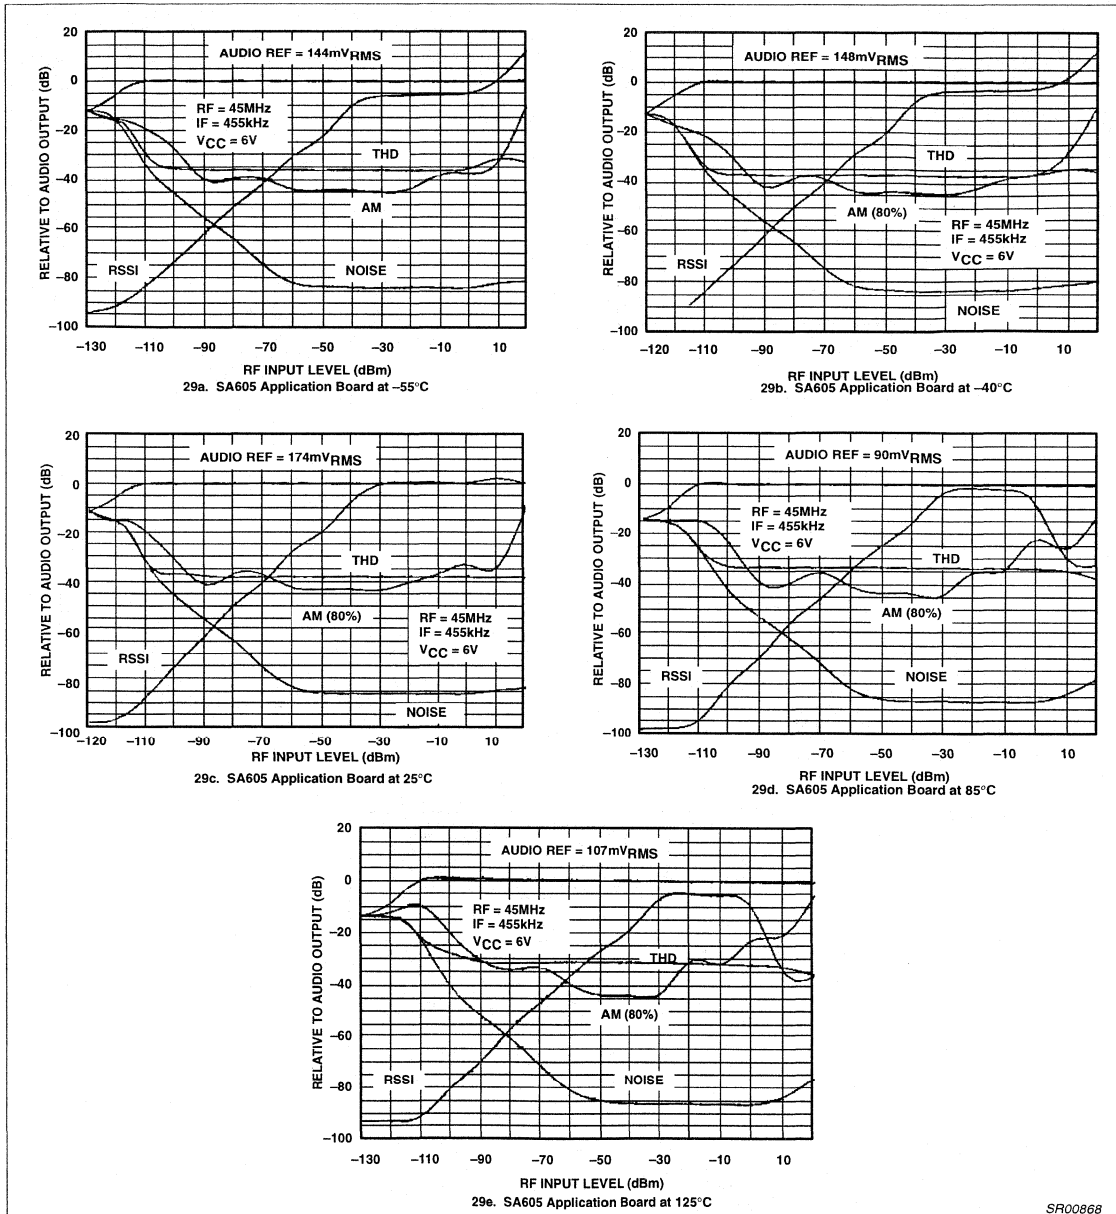 20
0
−20
−40
−60
−80
−100
RELATIVE TO AUDIO OUTPUT (dB)
AUDIO REF = 144mVRMS
RF = 45MHz
IF = 455kHz
VCC = 6V
THD
AM
RSSI
NOISE
−130 −110 −90 −70 −50 −30 −10 10
RF INPUT LEVEL (dBm)
29a. SA605 Application Board at −55°C
20
0
−20
−40
−60
−80
−100
RELATIVE TO AUDIO OUTPUT (dB)
AUDIO REF = 148mVRMS
THD
AM (80%)
RF = 45MHz
IF = 455kHz
VCC = 6V
RSSI
NOISE
−120 −110 −90 −70 −50 −30 −10 10
RF INPUT LEVEL (dBm)
29b. SA605 Application Board at −40°C
20
0
−20
−40
−60
−80
−100
RELATIVE TO AUDIO OUTPUT (dB)
AUDIO REF = 174mVRMS
THD
AM (80%)
RF = 45MHz
IF = 455kHz
VCC = 6V
RSSI
NOISE
−120 −110 −90 −70 −50 −30 −10 10
RF INPUT LEVEL (dBm)
29c. SA605 Application Board at 25°C
20
0
−20
−40
−60
−80
−100
RELATIVE TO AUDIO OUTPUT (dB)
AUDIO REF = 90mVRMS
RF = 45MHz
IF = 455kHz
VCC = 6V
THD
AM (80%)
RSSI
NOISE
−130 −110 −90 −70 −50 −30 −10 10
RF INPUT LEVEL (dBm)
29d. SA605 Application Board at 85°C
20
0
−20
−40
−60
−80
−100
RELATIVE TO AUDIO OUTPUT (dB)
AUDIO REF = 107mVRMS
RF = 45MHz
IF = 455kHz
VCC = 6V
THD
AM (80%)
RSSI
NOISE
−130 −110 −90 −70 −50 −30 −10 10
RF INPUT LEVEL (dBm)
29e. SA605 Application Board at 125°C
SR00868